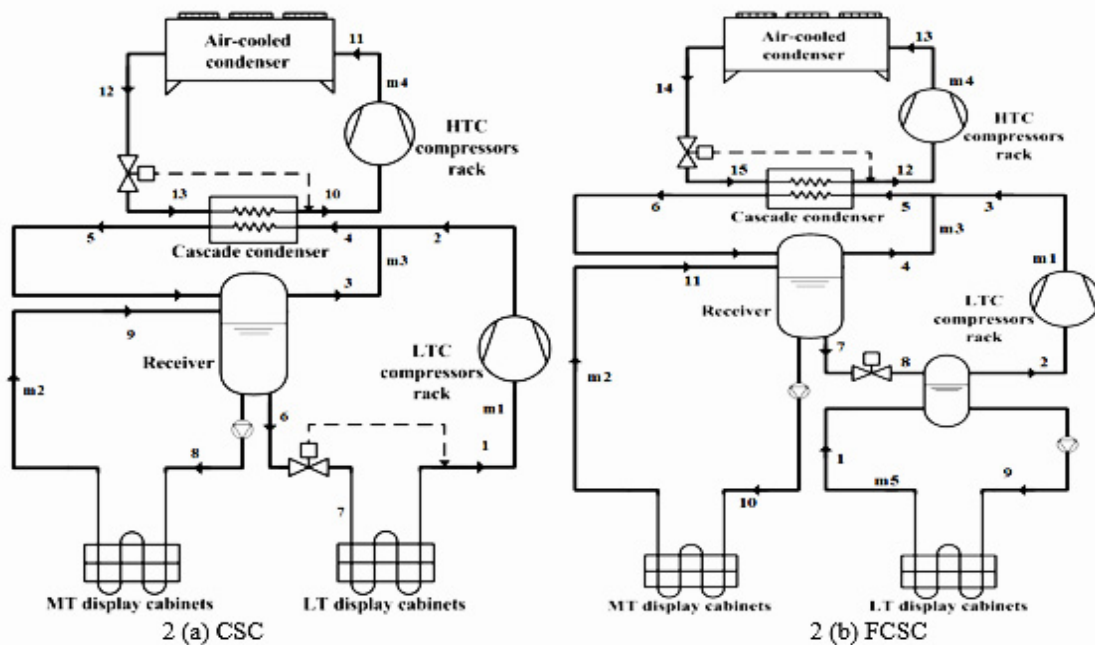 Air-cooled
condenser
11
12
m4
HTC
compressors
rack
13
10
5
4
2
Cascade condenser
m3
3
9
Receiver
LTC
compressors
rack
m2
m1
6
8
1
7
MT display cabinets
LT display cabinets
2 (a) CSC
Air-cooled
condenser
13
14
m4
HTC
compressors
rack
15
12
6
5
3
Cascade condenser
m3
4
11
m1
Receiver
LTC
compressors
rack
7
8
2
m2
1
m5
9
10
MT display cabinets
LT display cabinets
2 (b) FCSC